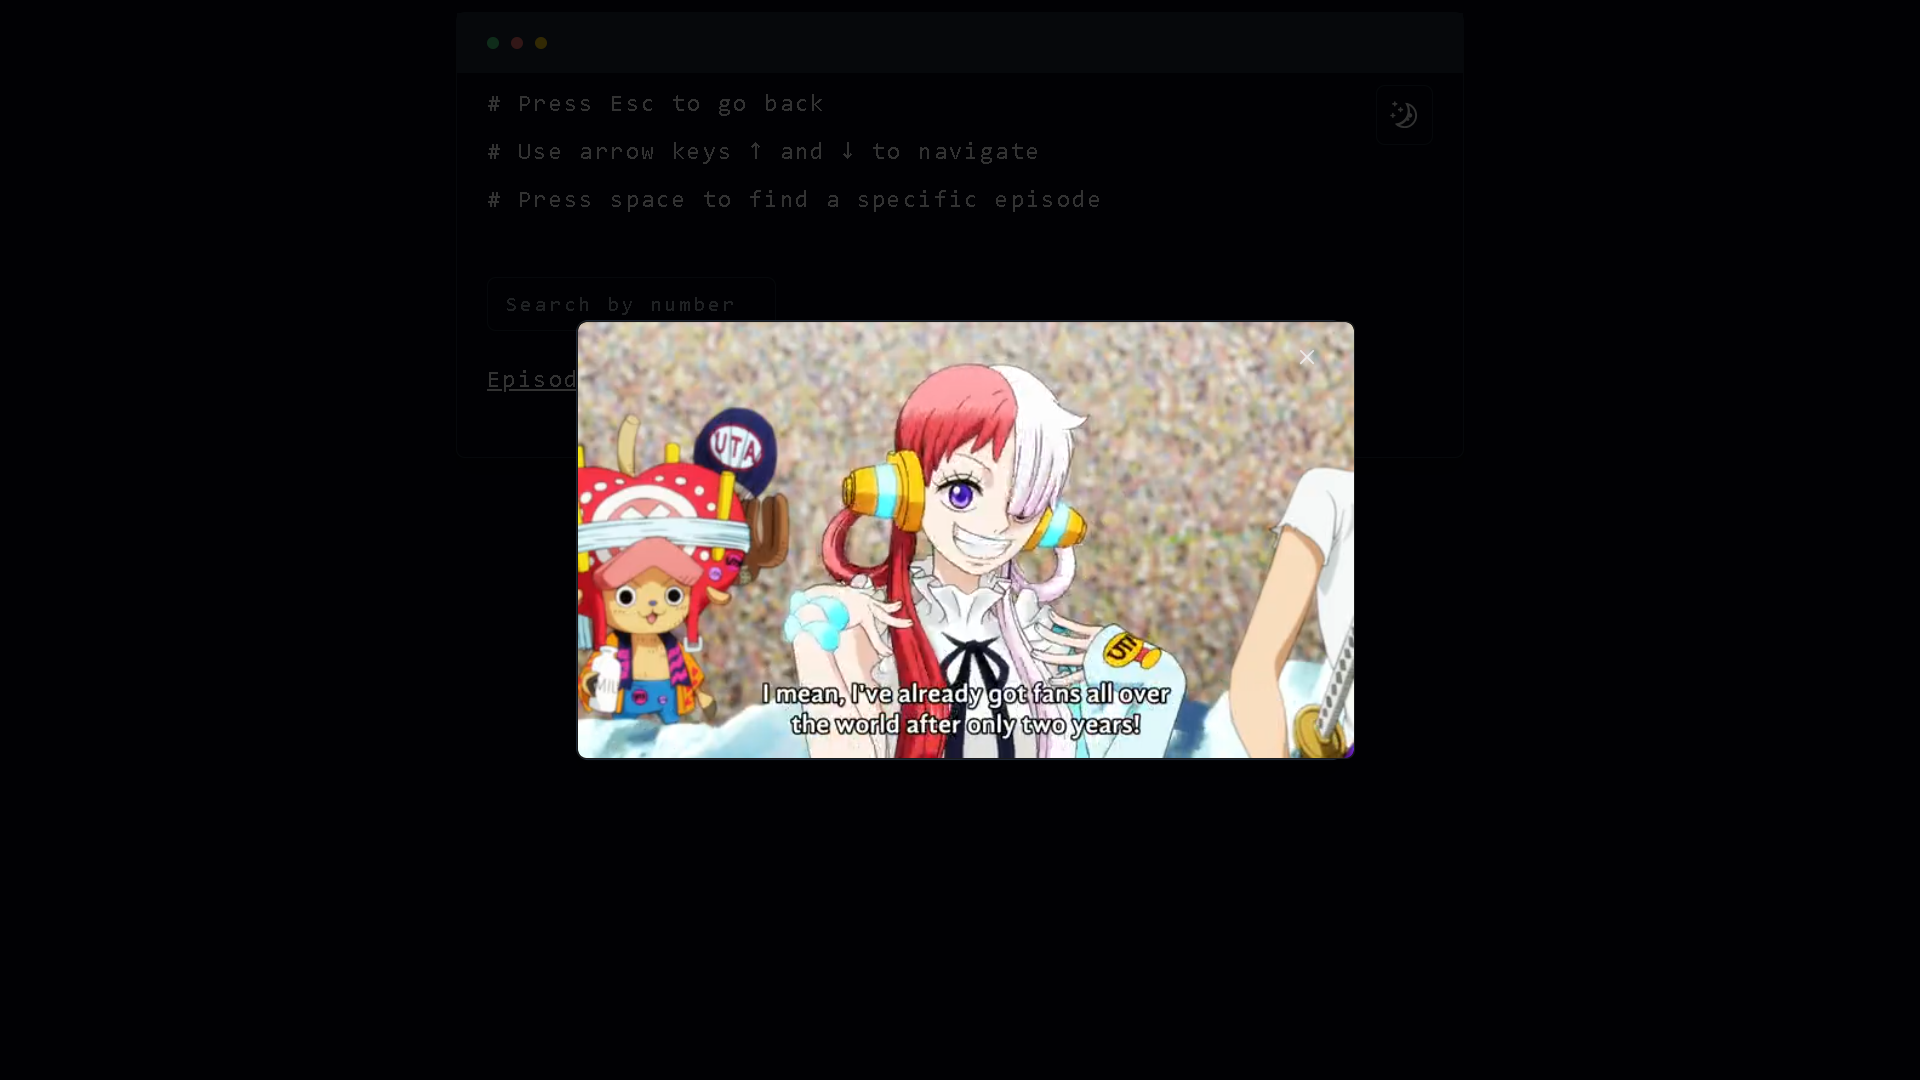 # Press Esc to go back
# Use arrow keys ↑ and ↓ to navigate
# Press space to find a specific episode
Search by number
Episod
UTA
UTA
I mean, I've already got fans all over
the world after only two years!